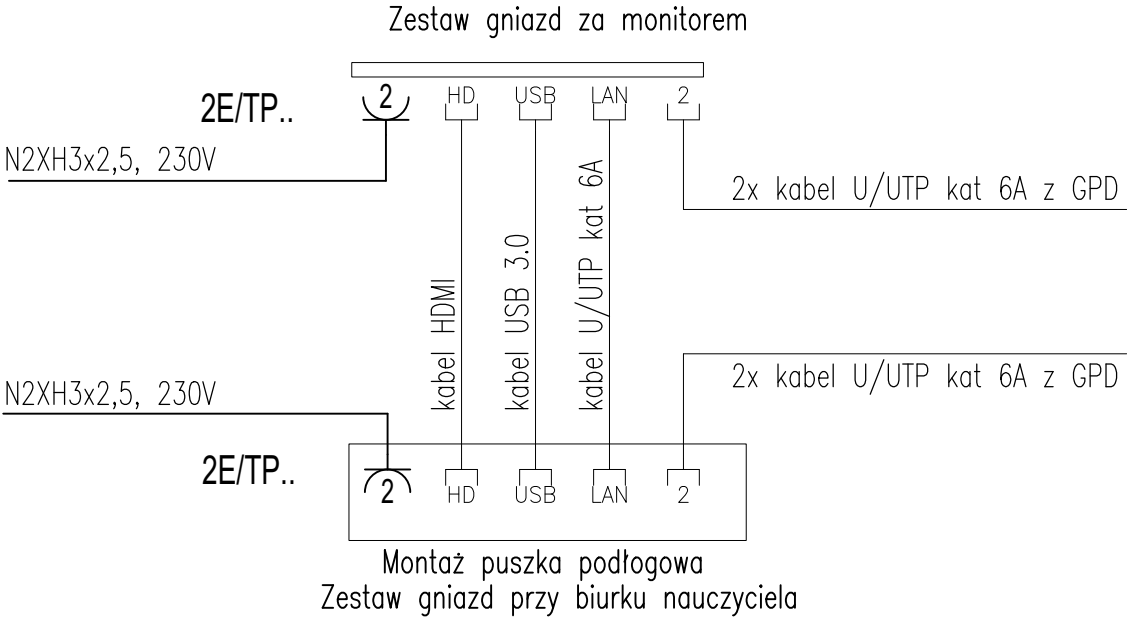 Zestaw gniazd za monitorem
2E/TP..
2
HD
USB
LAN
2
N2XH3x2,5, 230V
2x kabel U/UTP kat 6A z GPD
kabel HDMI
kabel USB 3.0
kabel U/UTP kat 6A
N2XH3x2,5, 230V
2x kabel U/UTP kat 6A z GPD
2E/TP..
2
HD
USB
LAN
2
Montaż puszka podłogowa
Zestaw gniazd przy biurku nauczyciela